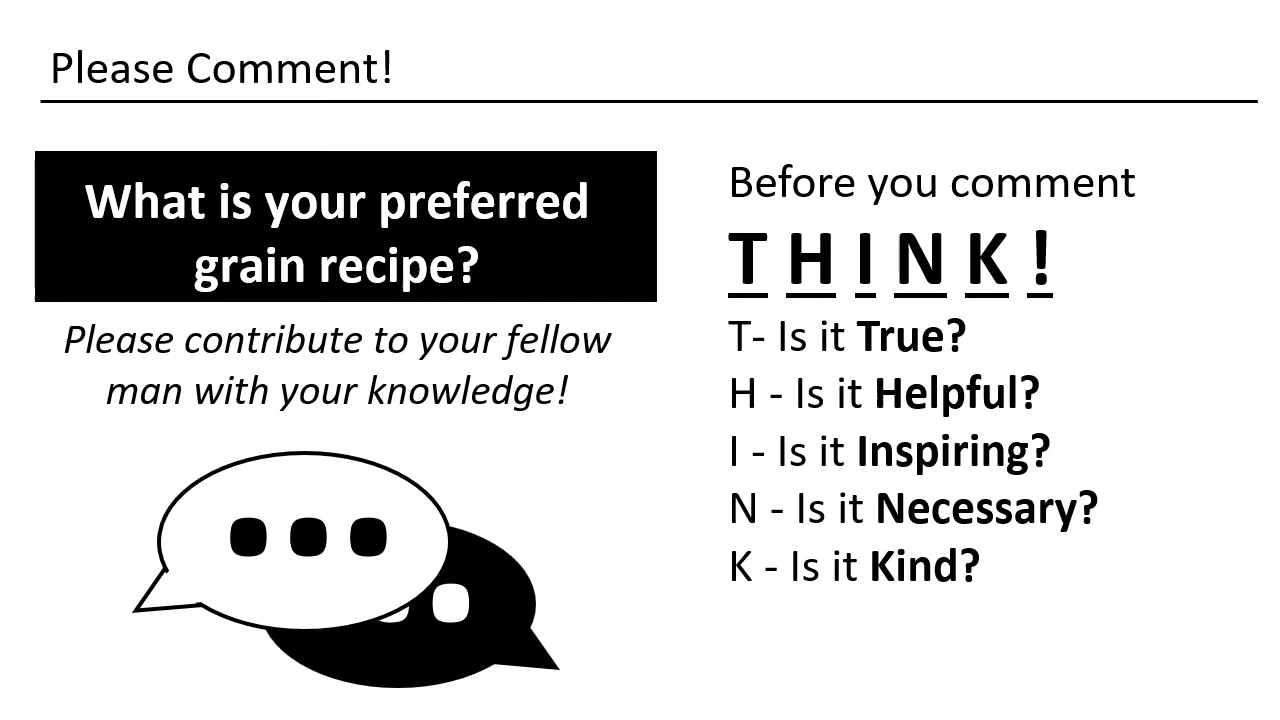 Please Comment!
What is your preferred
grain recipe?
Please contribute to your fellow
man with your knowledge!
Before you comment
T H I N K !
T- Is it True?
H - Is it Helpful?
I - Is it Inspiring?
N - Is it Necessary?
K - Is it Kind?